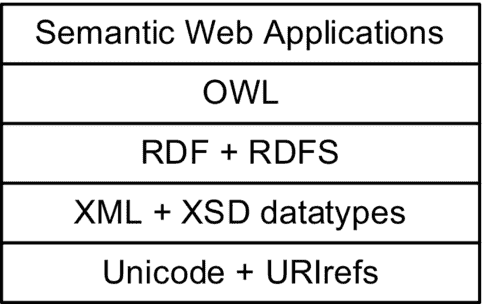 Semantic Web Applications
OWL
RDF + RDFS
XML + XSD datatypes
Unicode + URIrefs